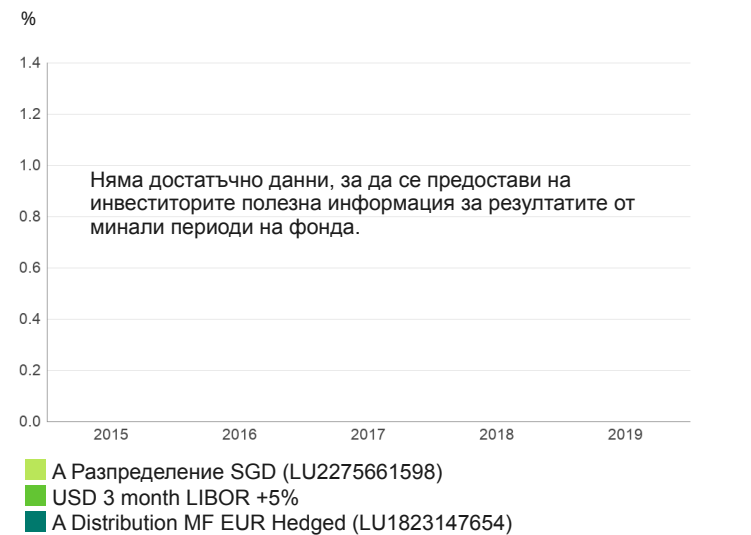 %
1.4
1.2
1.0
Няма достатъчно данни, за да се предостави на
инвеститорите полезна информация за резултатите от
минали периоди на фонда.
0.8
0.6
0.4
0.2
0.0
2015 2016 2017 2018 2019
А Разпределение SGD (LU2275661598)
USD 3 month LIBOR +5%
A Distribution MF EUR Hedged (LU1823147654)